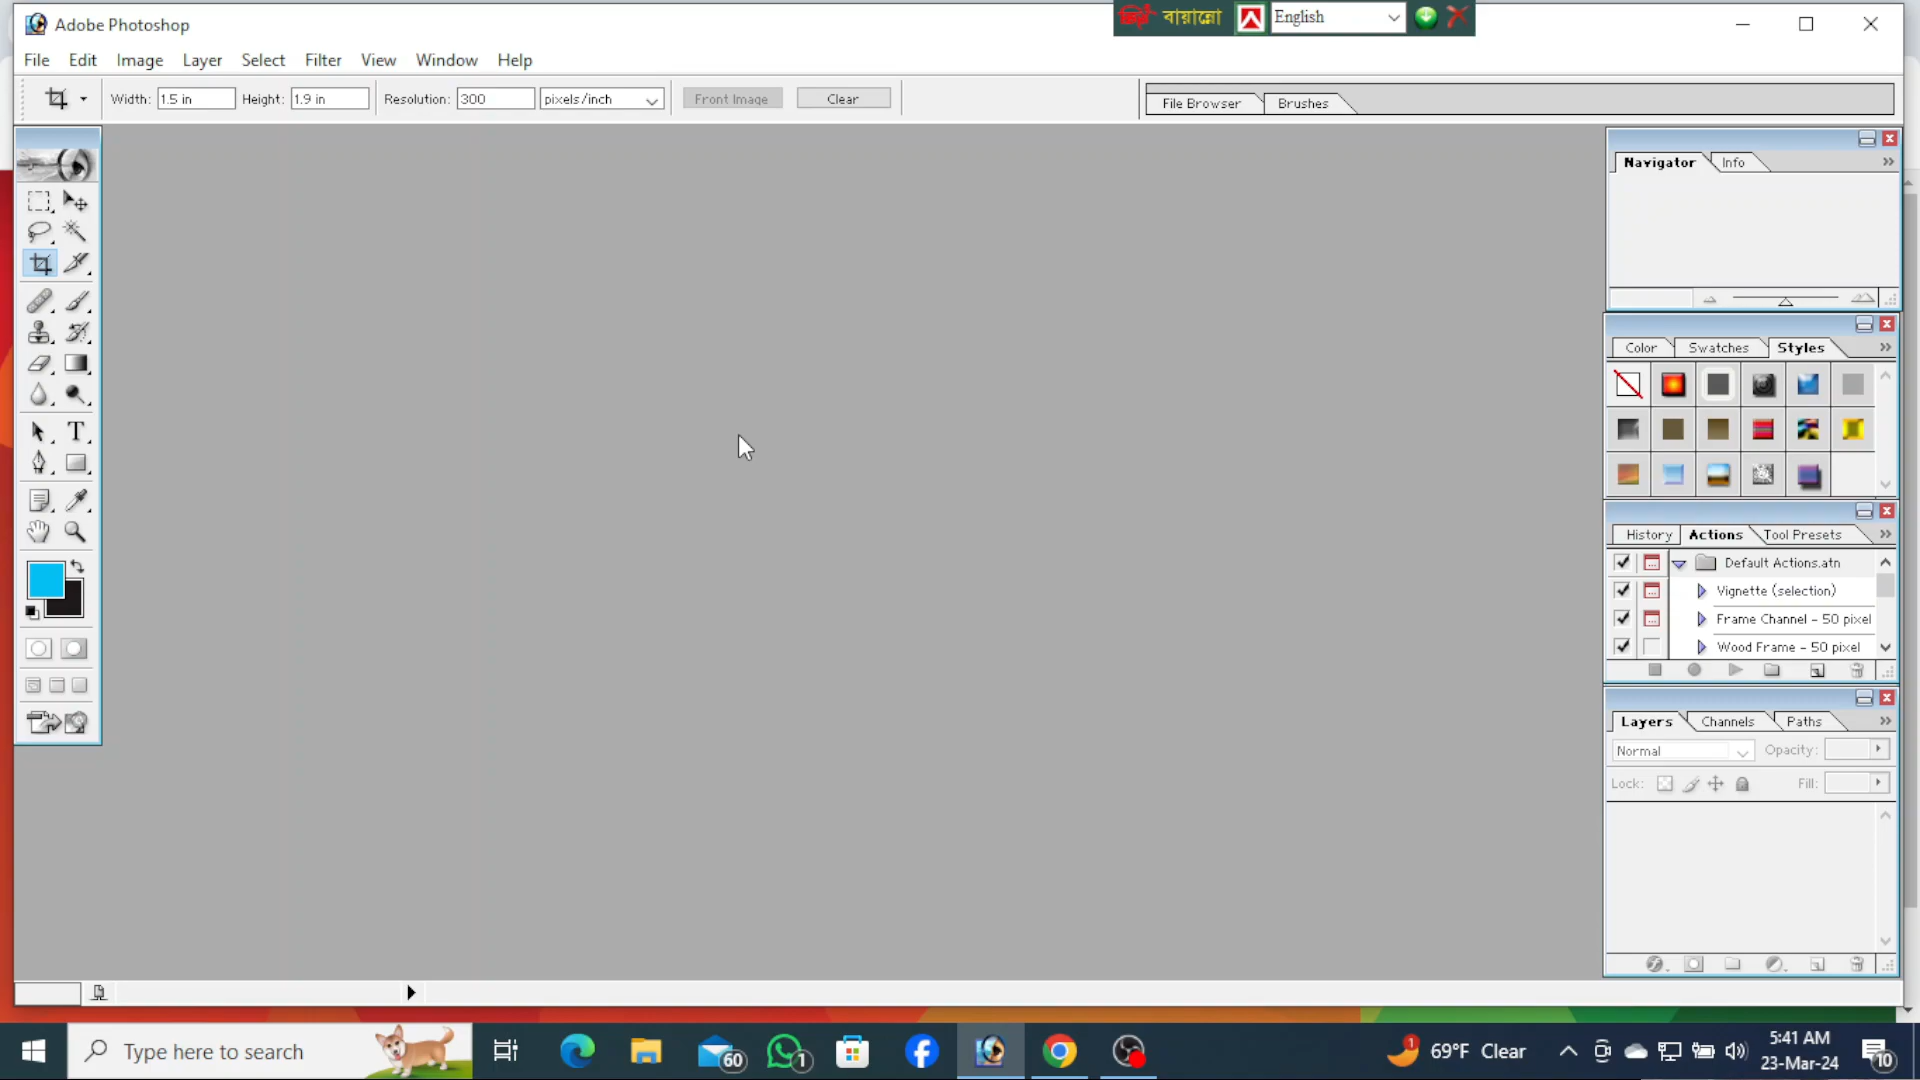 Adobe Photoshop
বায়ান্নো English
File Edit Image Layer Select Filter View Window Help
Width: 1.5 in Height: 1.9 in Resolution: 300 pixels/inch Front Image Clear
File Browser Brushes
Navigator Info
Color Swatches Styles
T
History Actions Tool Presets
Default Actions.atn
Vignette (selection)
Frame Channel - 50 pixel
Wood Frame - 50 pixel
Layers Channels Paths
Normal Opacity:
Lock: Fill:
Type here to search
60
1
1
69°F Clear
5:41 AM
23-Mar-24
10